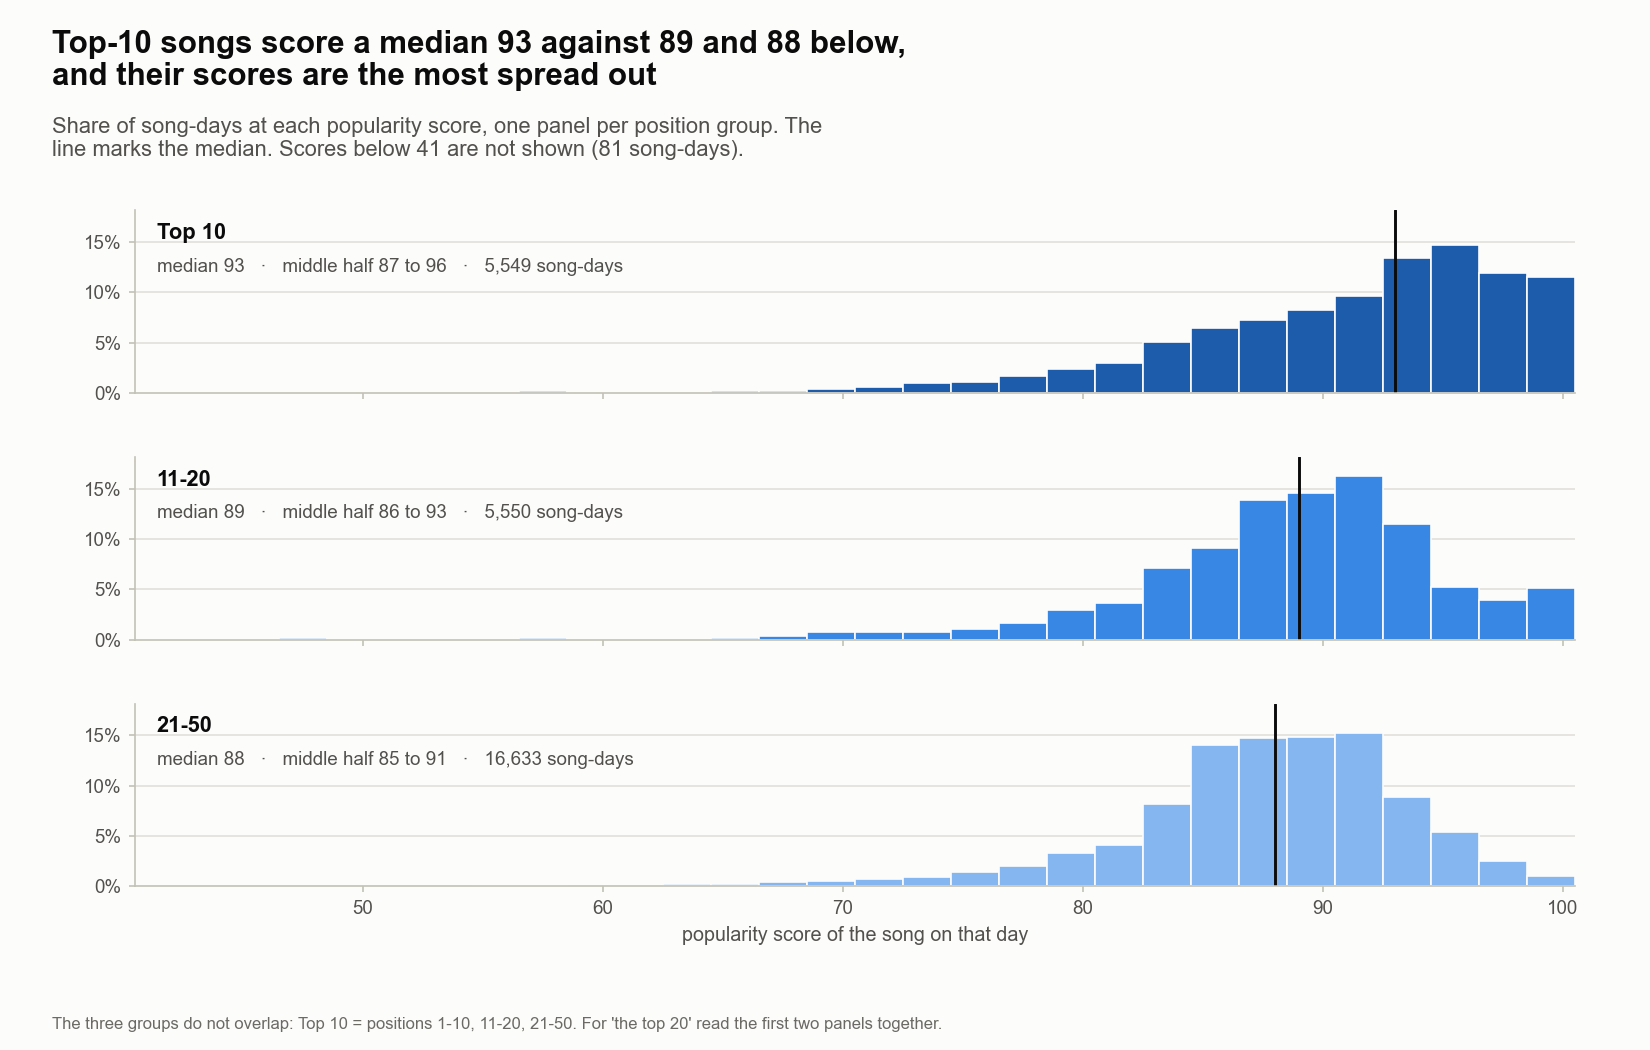 Top-10 songs score a median 93 against 89 and 88 below,
and their scores are the most spread out
Share of song-days at each popularity score, one panel per position group. The
line marks the median. Scores below 41 are not shown (81 song-days).
Top 10
median 93 · middle half 87 to 96 · 5,549 song-days
15%
10%
5%
0%
11-20
median 89 · middle half 86 to 93 · 5,550 song-days
15%
10%
5%
0%
21-50
median 88 · middle half 85 to 91 · 16,633 song-days
15%
10%
5%
0%
50 60 70 80 90 100
popularity score of the song on that day
The three groups do not overlap: Top 10 = positions 1-10, 11-20, 21-50. For 'the top 20' read the first two panels together.